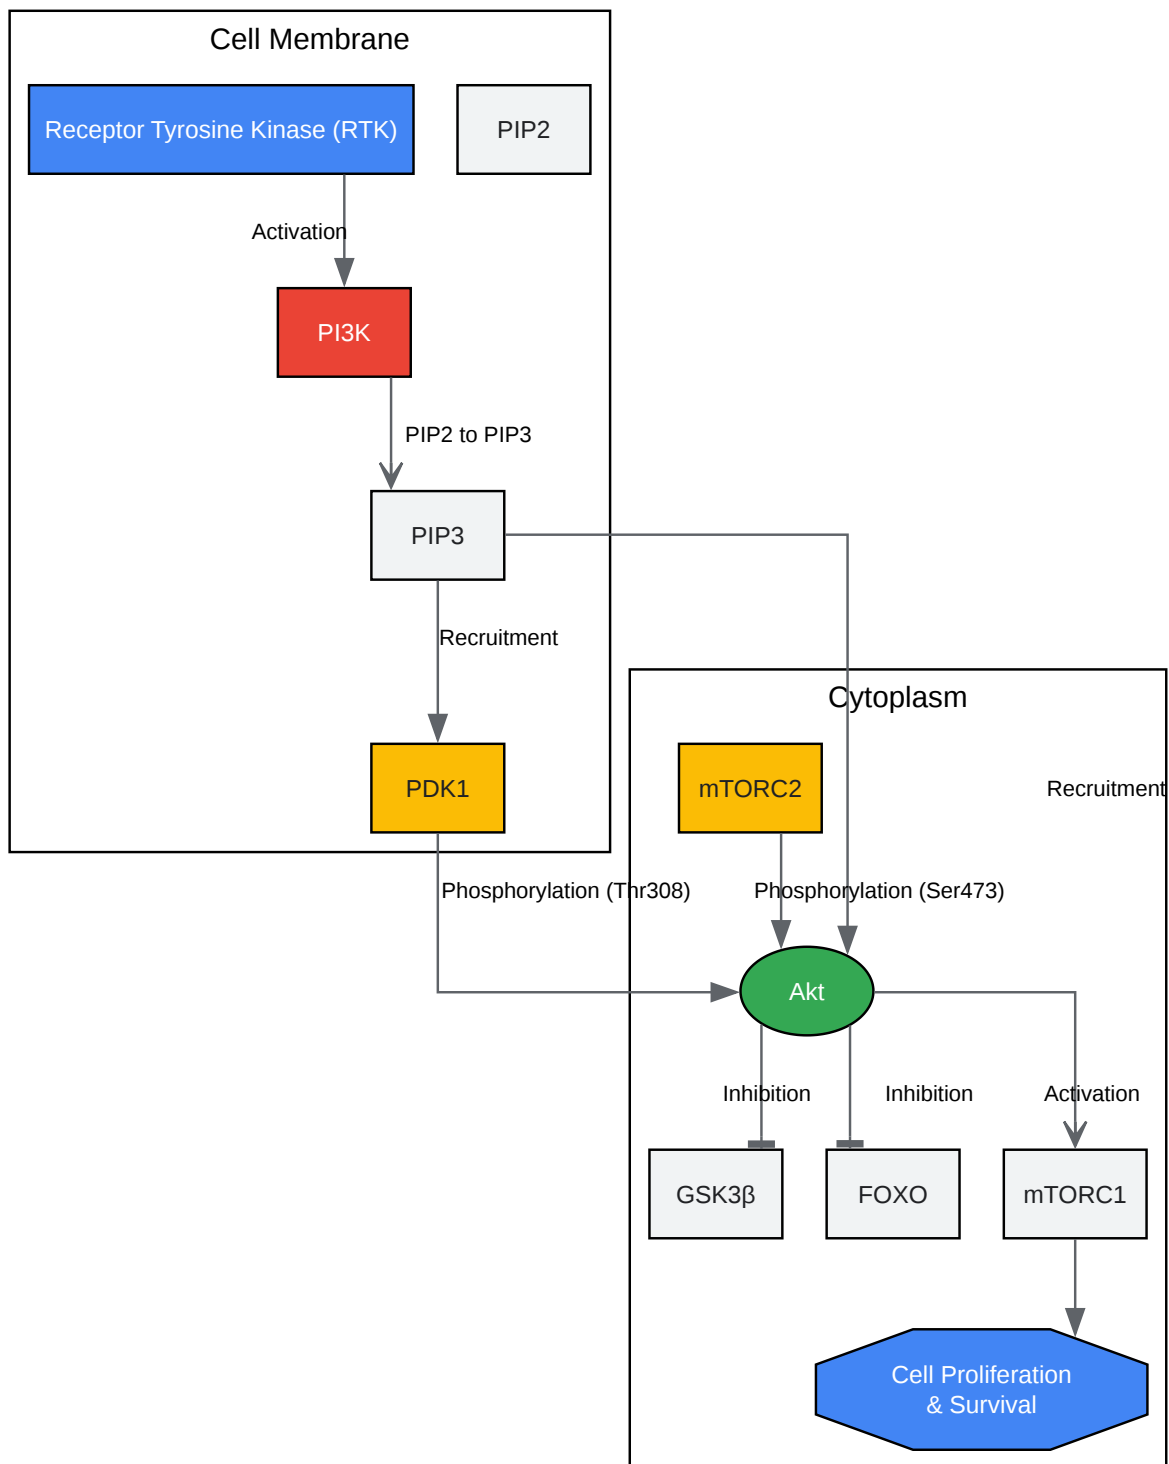 Cell Membrane
Receptor Tyrosine Kinase (RTK)
PIP2
Activation
PI3K
PIP2 to PIP3
PIP3
Recruitment
Cytoplasm
PDK1
mTORC2
Recruitment
Phosphorylation (Thr308)
Phosphorylation (Ser473)
Akt
Inhibition
Inhibition
Activation
GSK3β
FOXO
mTORC1
Cell Proliferation
& Survival